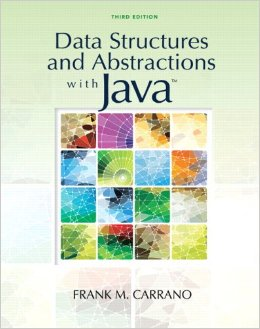 THIRD EDITION
Data Structures
and Abstractions
with Java™
FRANK M. CARRANO